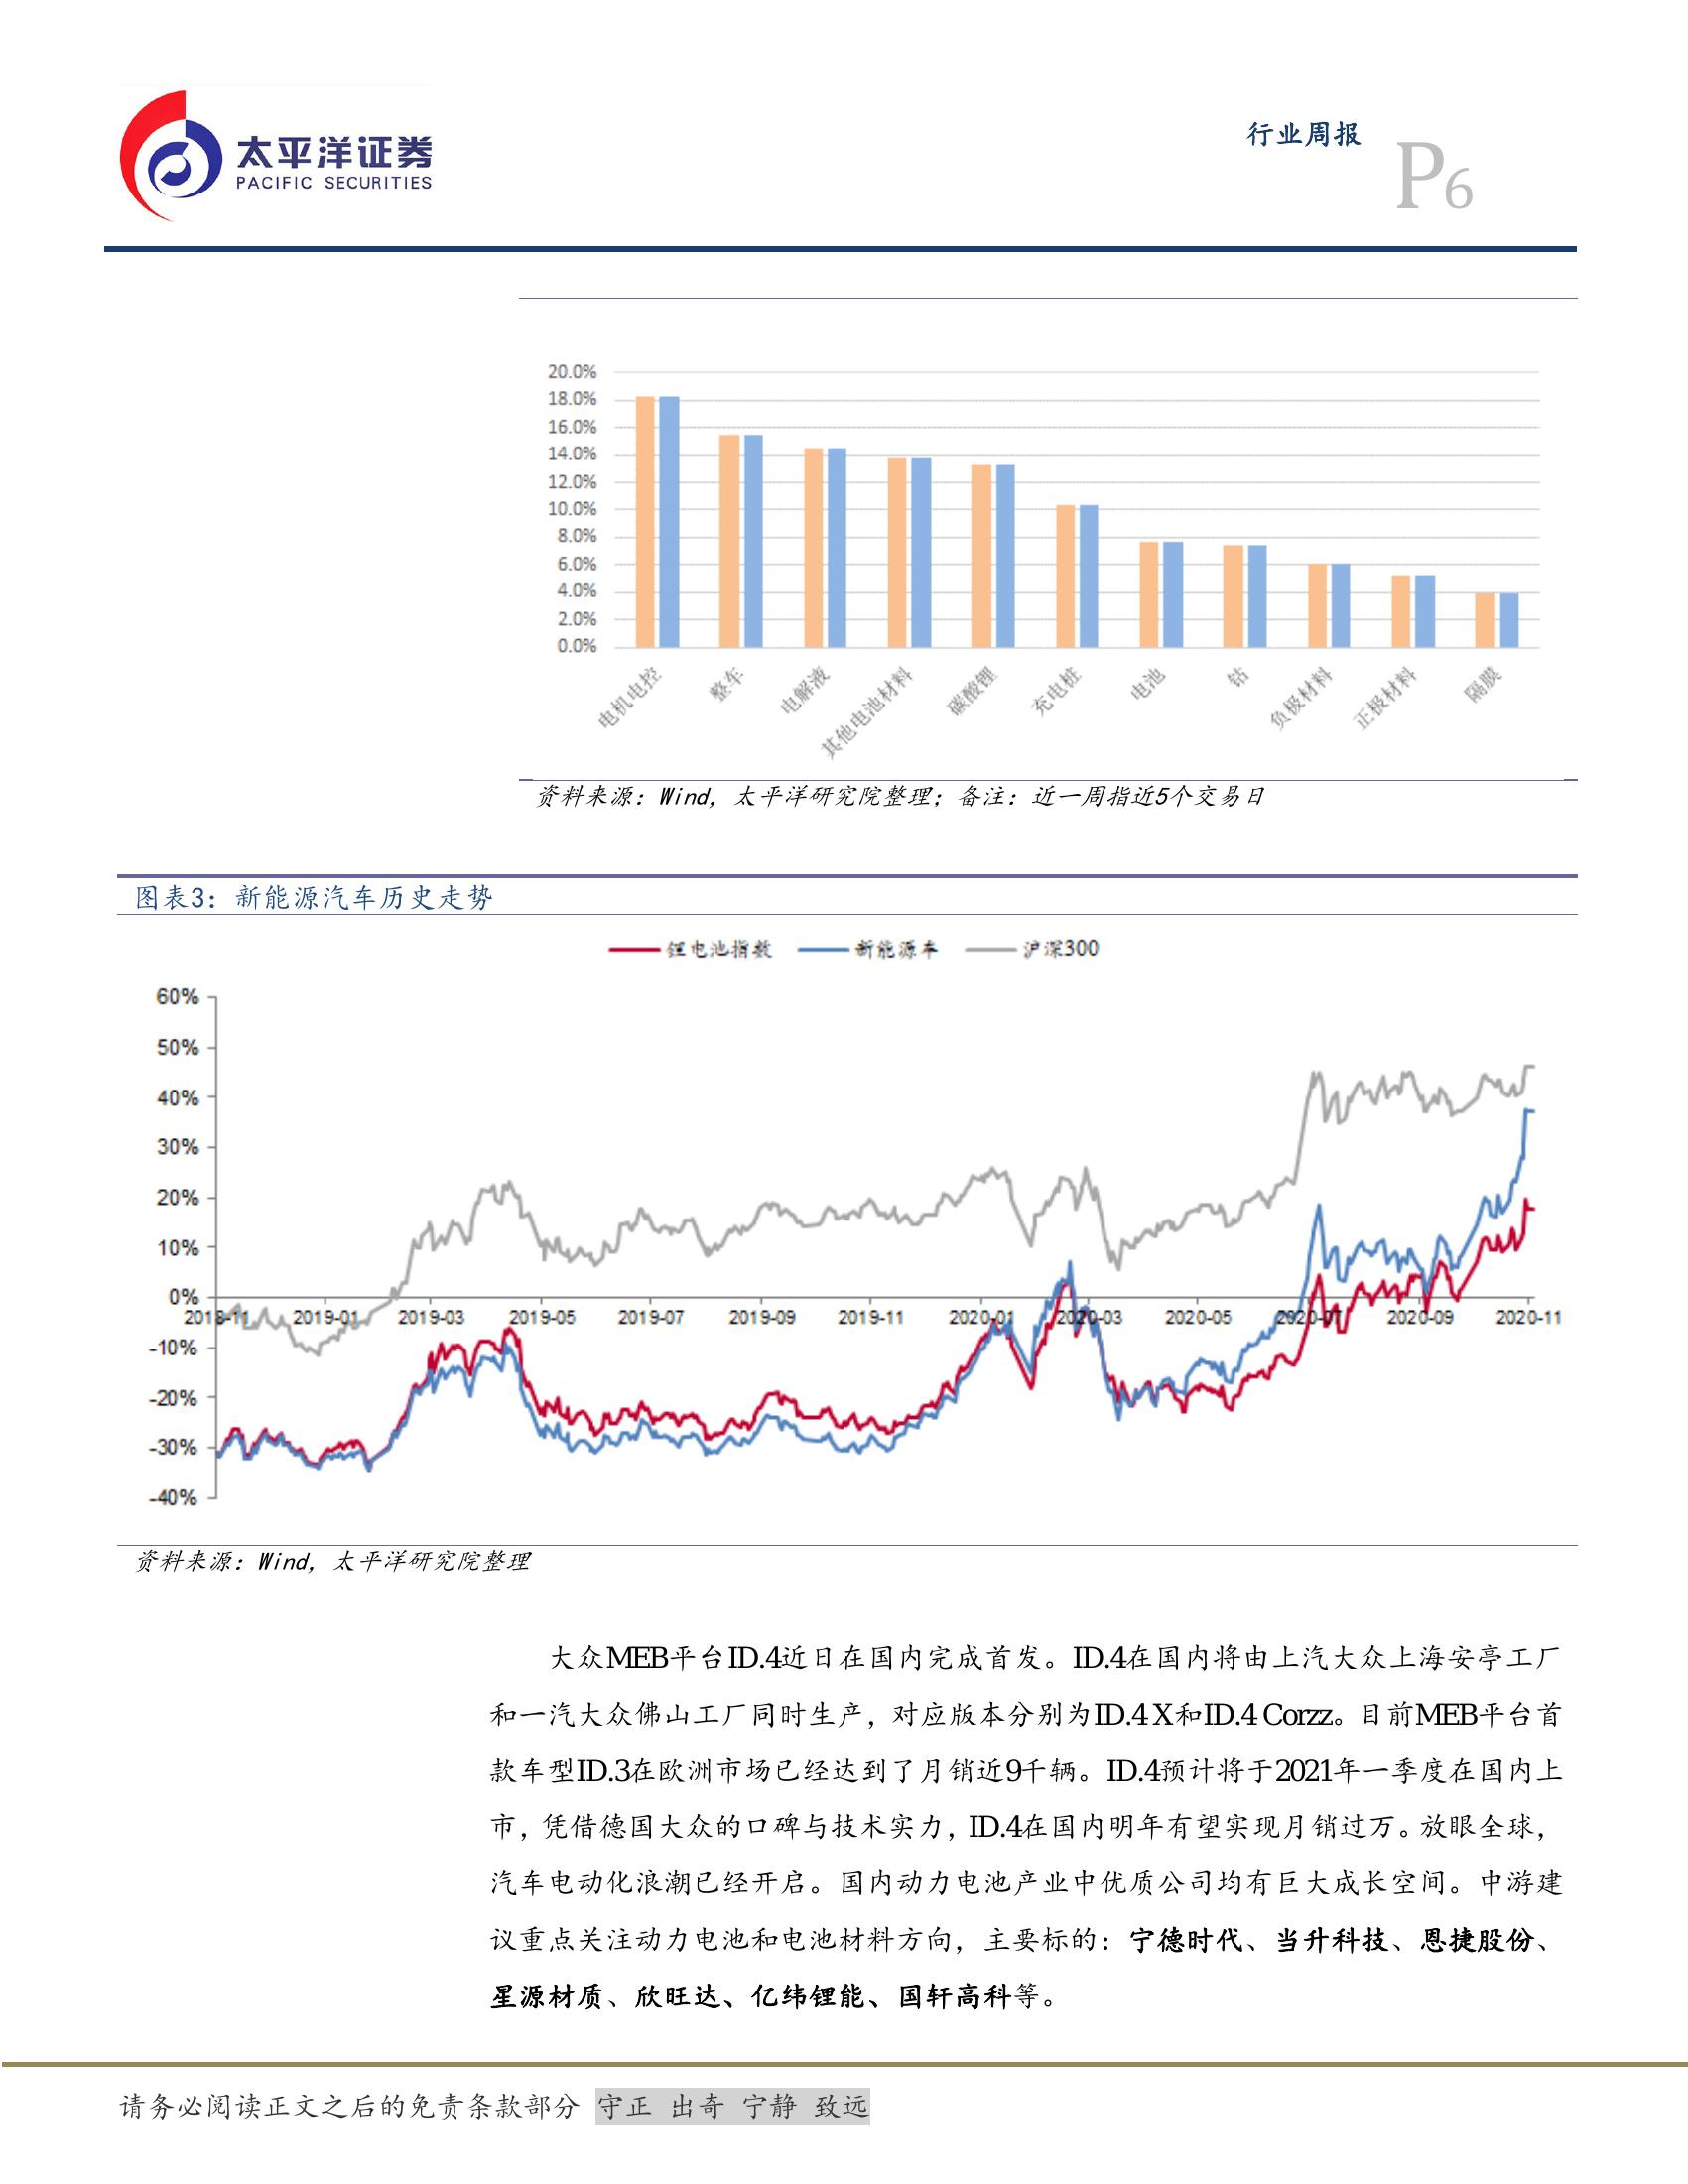 太平洋证券
PACIFIC SECURITIES
行业周报
P6
20.0%
18.0%
16.0%
14.0%
12.0%
10.0%
8.0%
6.0%
4.0%
2.0%
0.0%
电机电控
整车
电解液
其他电池材料
碳酸锂
充电桩
电池
钴
负极材料
正极材料
隔膜
资料来源：Wind，太平洋研究院整理；备注：近一周指近5个交易日
图表3：新能源汽车历史走势
锂电池指数 新能源车 沪深300
60%
50%
40%
30%
20%
10%
0%
-10%
-20%
-30%
-40%
2018-11 2019-01 2019-03 2019-05 2019-07 2019-09 2019-11 2020-01 2020-03 2020-05 2020-07 2020-09 2020-11
资料来源：Wind，太平洋研究院整理
大众MEB平台ID.4近日在国内完成首发。ID.4在国内将由上汽大众上海安亭工厂
和一汽大众佛山工厂同时生产，对应版本分别为ID.4 X和ID.4 Corzz。目前MEB平台首
款车型ID.3在欧洲市场已经达到了月销近9千辆。ID.4预计将于2021年一季度在国内上
市，凭借德国大众的口碑与技术实力，ID.4在国内明年有望实现月销过万。放眼全球，
汽车电动化浪潮已经开启。国内动力电池产业中优质公司均有巨大成长空间。中游建
议重点关注动力电池和电池材料方向，主要标的：宁德时代、当升科技、恩捷股份、
星源材质、欣旺达、亿纬锂能、国轩高科等。
请务必阅读正文之后的免责条款部分 守正 出奇 宁静 致远